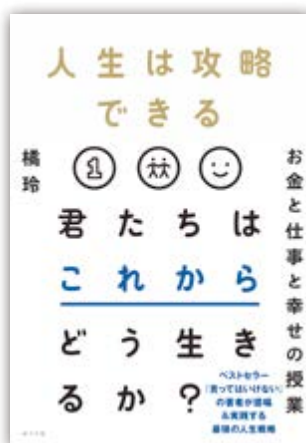 人生は攻略
できる
橘玲
お金と仕事と幸せの授業
1
君たちは
これから
どう生き
るか?
ベストセラー
『言ってはいけない』
の著者が提唱
&実践する
最強の人生戦略